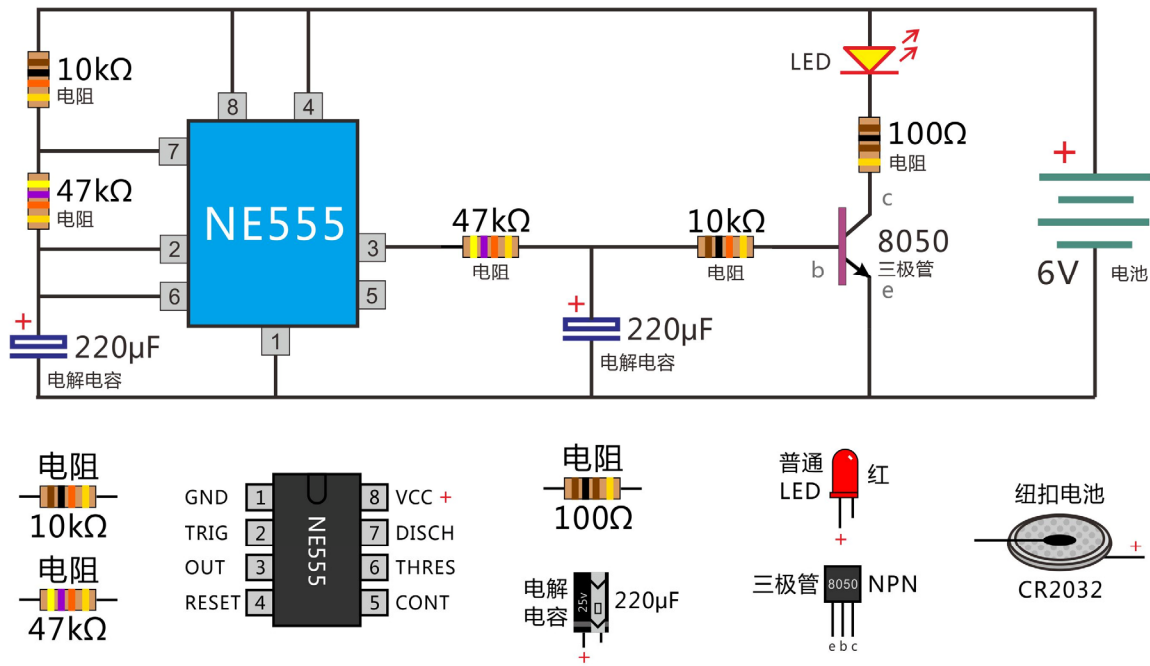 10kΩ
电阻
8
4
LED
100Ω
电阻
+
7
47kΩ
电阻
NE555
2
3
47kΩ
电阻
10kΩ
电阻
c
8050
三极管
b
e
6V
电池
6
5
+
220μF
电解电容
1
+
220μF
电解电容
电阻
10kΩ
电阻
47kΩ
GND 1
TRIG 2
OUT 3
RESET 4
NE555
8 VCC +
7 DISCH
6 THRES
5 CONT
电阻
100Ω
电解
电容
25v
220μF
+
普通
LED
红
+
三极管
8050
NPN
e b c
纽扣电池
+
CR2032